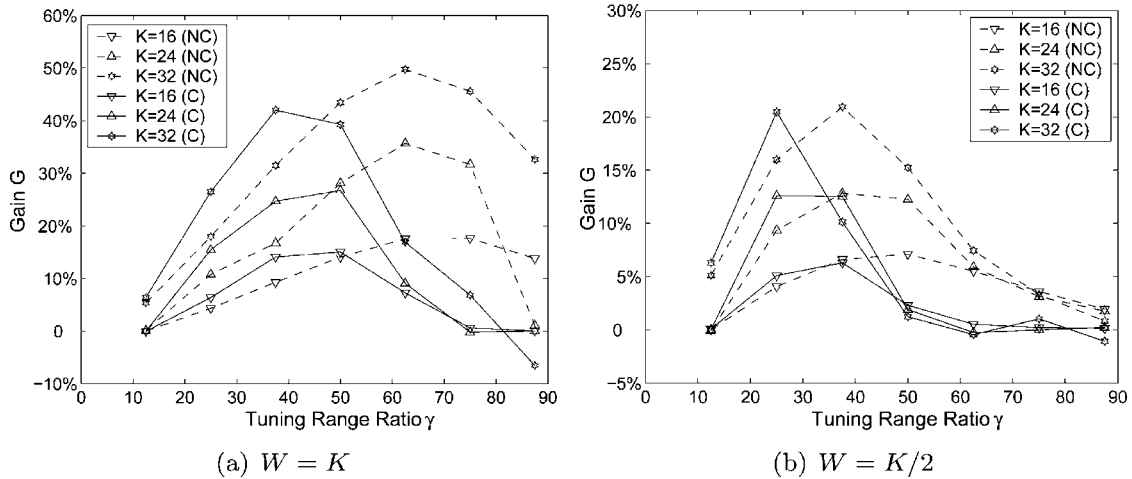 60%
50%
40%
30%
20%
10%
0
−10%
Gain G
K=16 (NC)
K=24 (NC)
K=32 (NC)
K=16 (C)
K=24 (C)
K=32 (C)
0 10 20 30 40 50 60 70 80 90
Tuning Range Ratio γ
(a) W = K
30%
25%
20%
15%
10%
5%
0
−5%
Gain G
K=16 (NC)
K=24 (NC)
K=32 (NC)
K=16 (C)
K=24 (C)
K=32 (C)
0 10 20 30 40 50 60 70 80 90
Tuning Range Ratio γ
(b) W = K/2